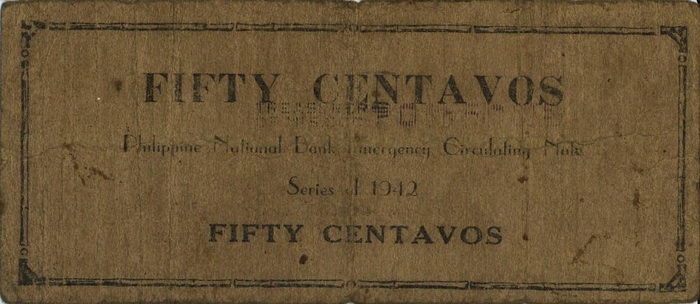 FIFTY CENTAVOS
Philippine National Bank Emergency Circulating Note
Series of 1942
FIFTY CENTAVOS